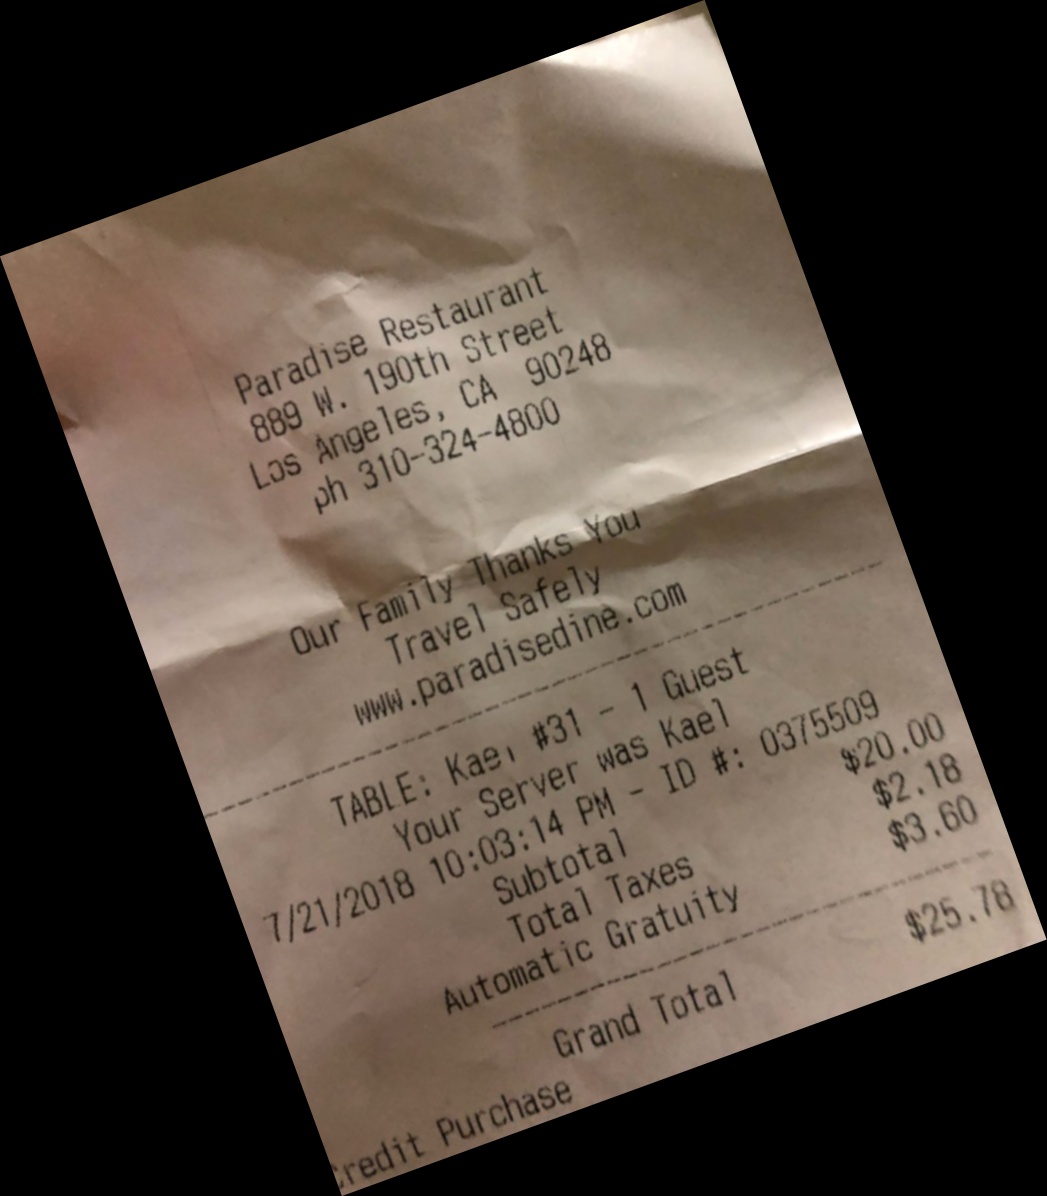 Paradise Restaurant
889 W. 190th Street
Los Angeles, CA 90248
ph 310-324-4800
Our Family Thanks You
Travel Safely
www.paradisedine.com
TABLE: Kael #31 - 1 Guest
Your Server was Kael
7/21/2018 10:03:14 PM - ID #: 0375509
Subtotal $20.00
Total Taxes $2.18
Automatic Gratuity $3.60
Grand Total $25.78
Credit Purchase